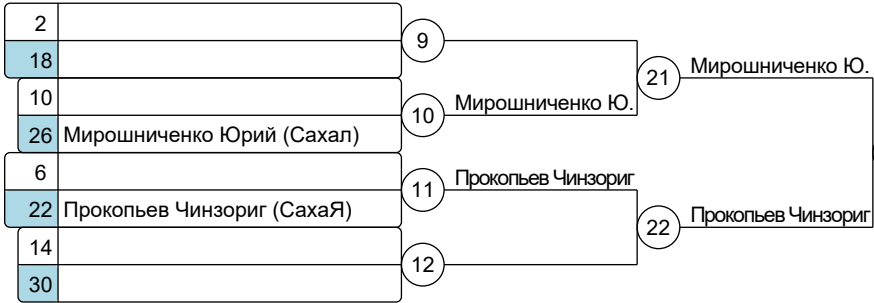 2
9
18
21
Мирошниченко Ю.
10
10
Мирошниченко Ю.
26 Мирошниченко Юрий (Сахал)
6
11
Прокопьев Чинзориг
22 Прокопьев Чинзориг (СахаЯ)
22
Прокопьев Чинзориг
14
12
30